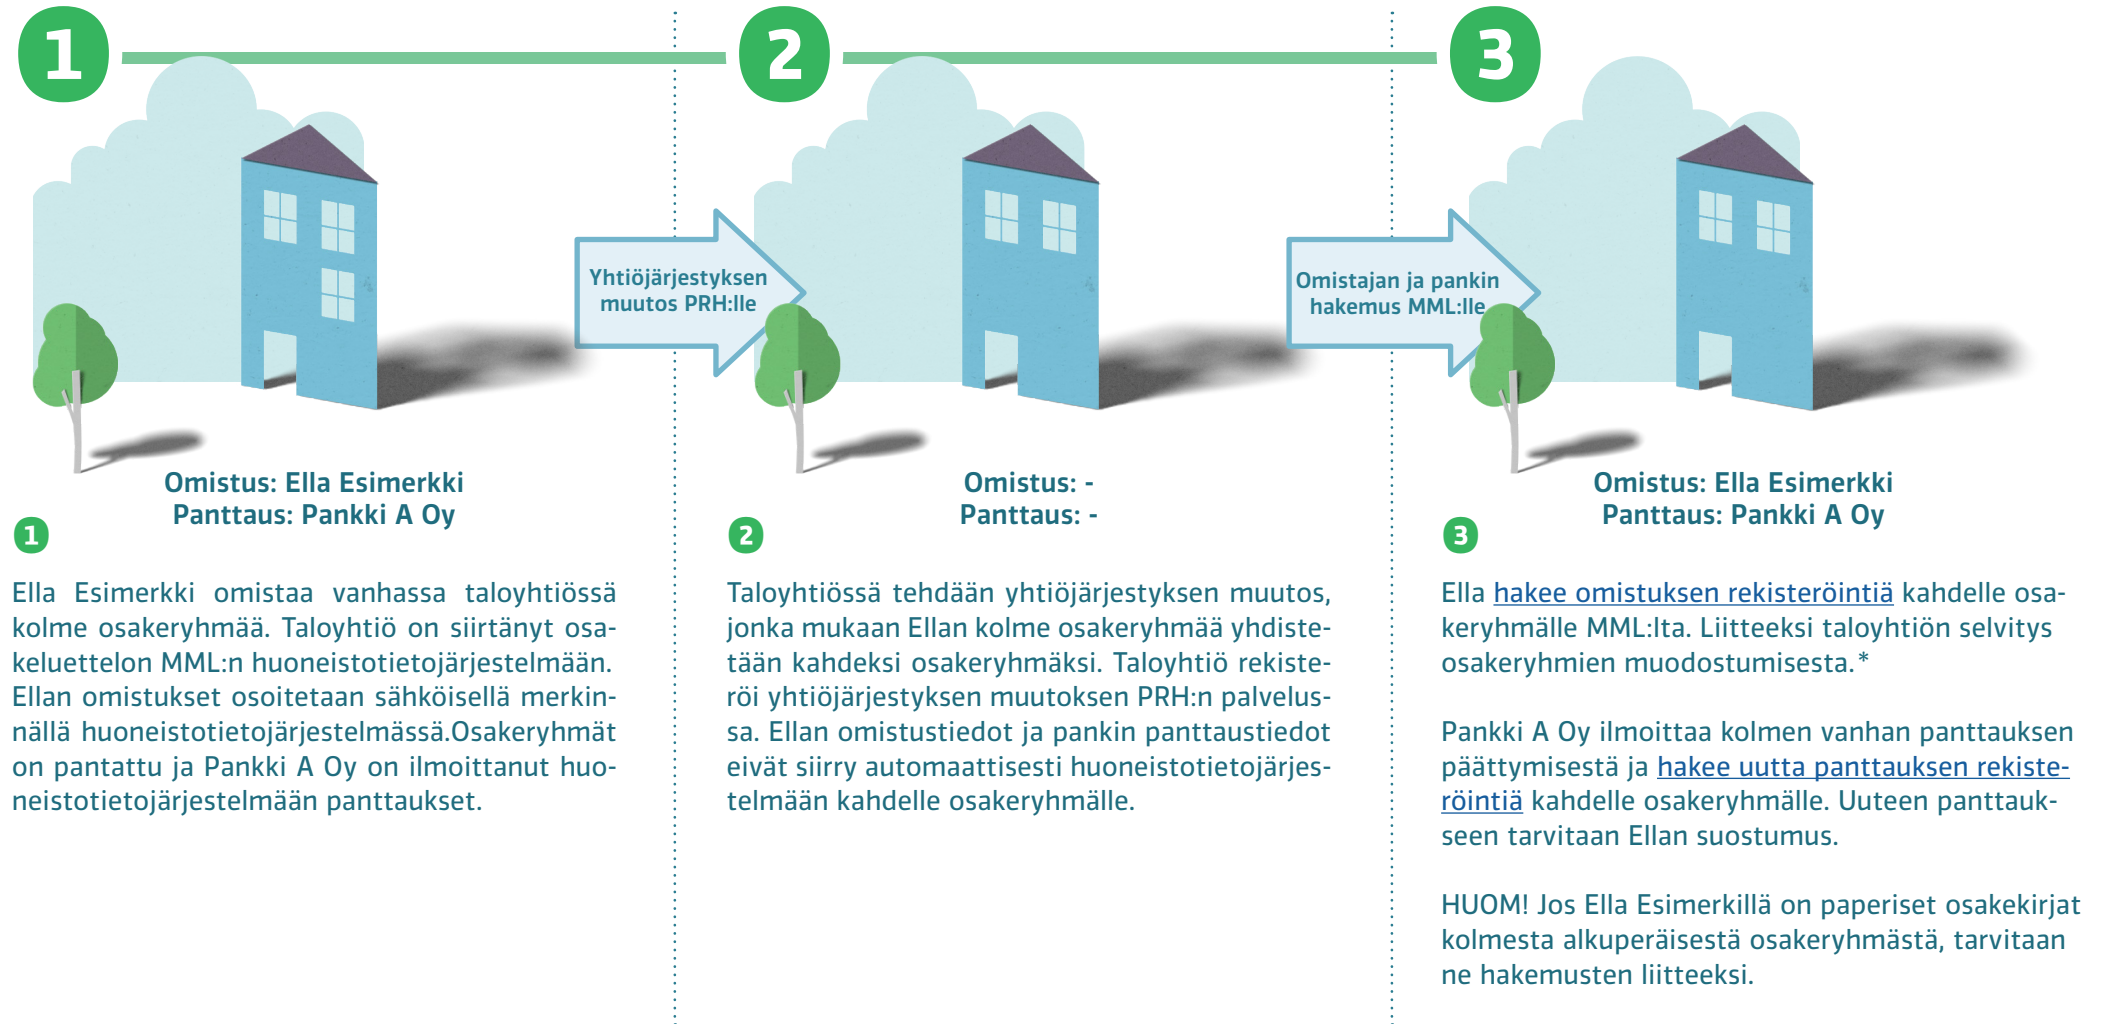 1
2
3
Yhtiöjärjestyksen
muutos PRH:lle
Omistajan ja pankin
hakemus MML:lle
Omistus: Ella Esimerkki
Panttaus: Pankki A Oy
1
Ella Esimerkki omistaa vanhassa taloyhtiössä
kolme osakeryhmää. Taloyhtiö on siirtänyt osa-
keluettelon MML:n huoneistotietojärjestelmään.
Ellan omistukset osoitetaan sähköisellä merkin-
nällä huoneistotietojärjestelmässä.Osakeryhmät
on pantattu ja Pankki A Oy on ilmoittanut huo-
neistotietojärjestelmään panttaukset.
Omistus: -
Panttaus: -
2
Taloyhtiössä tehdään yhtiöjärjestyksen muutos,
jonka mukaan Ellan kolme osakeryhmää yhdiste-
tään kahdeksi osakeryhmäksi. Taloyhtiö rekiste-
röi yhtiöjärjestyksen muutoksen PRH:n palvelus-
sa. Ellan omistustiedot ja pankin panttaustiedot
eivät siirry automaattisesti huoneistotietojärjes-
telmään kahdelle osakeryhmälle.
Omistus: Ella Esimerkki
Panttaus: Pankki A Oy
3
Ella hakee omistuksen rekisteröintiä kahdelle osa-
keryhmälle MML:lta. Liitteeksi taloyhtiön selvitys
osakeryhmien muodostumisesta.*
Pankki A Oy ilmoittaa kolmen vanhan panttauksen
päättymisestä ja hakee uutta panttauksen rekiste-
röintiä kahdelle osakeryhmälle. Uuteen panttauk-
seen tarvitaan Ellan suostumus.
HUOM! Jos Ella Esimerkillä on paperiset osakekirjat
kolmesta alkuperäisestä osakeryhmästä, tarvitaan
ne hakemusten liitteeksi.